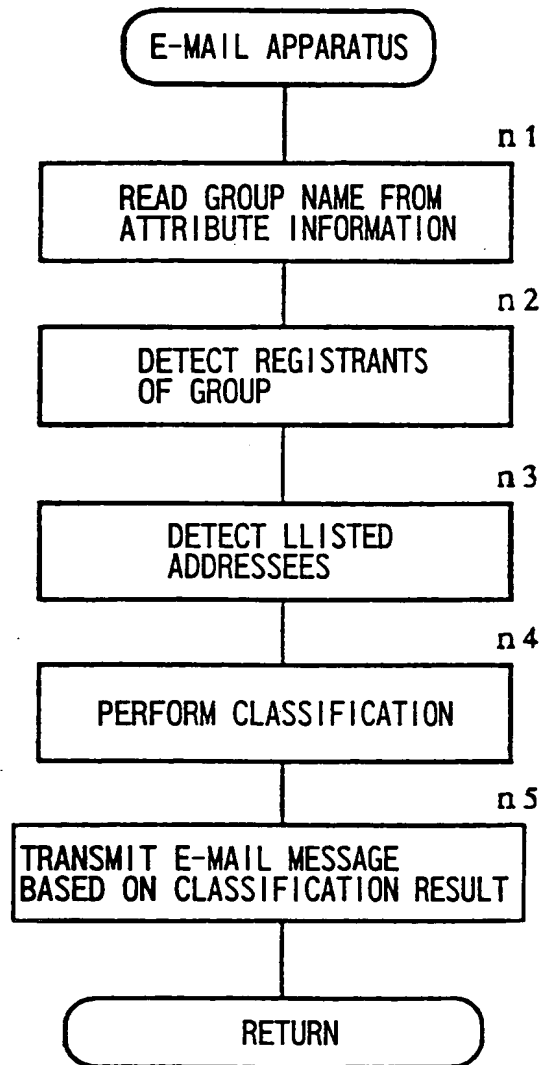 E-MAIL APPARATUS
n1
READ GROUP NAME FROM
ATTRIBUTE INFORMATION
n2
DETECT REGISTRANTS
OF GROUP
n3
DETECT LLISTED
ADDRESSEES
n4
PERFORM CLASSIFICATION
n5
TRANSMIT E-MAIL MESSAGE
BASED ON CLASSIFICATION RESULT
RETURN